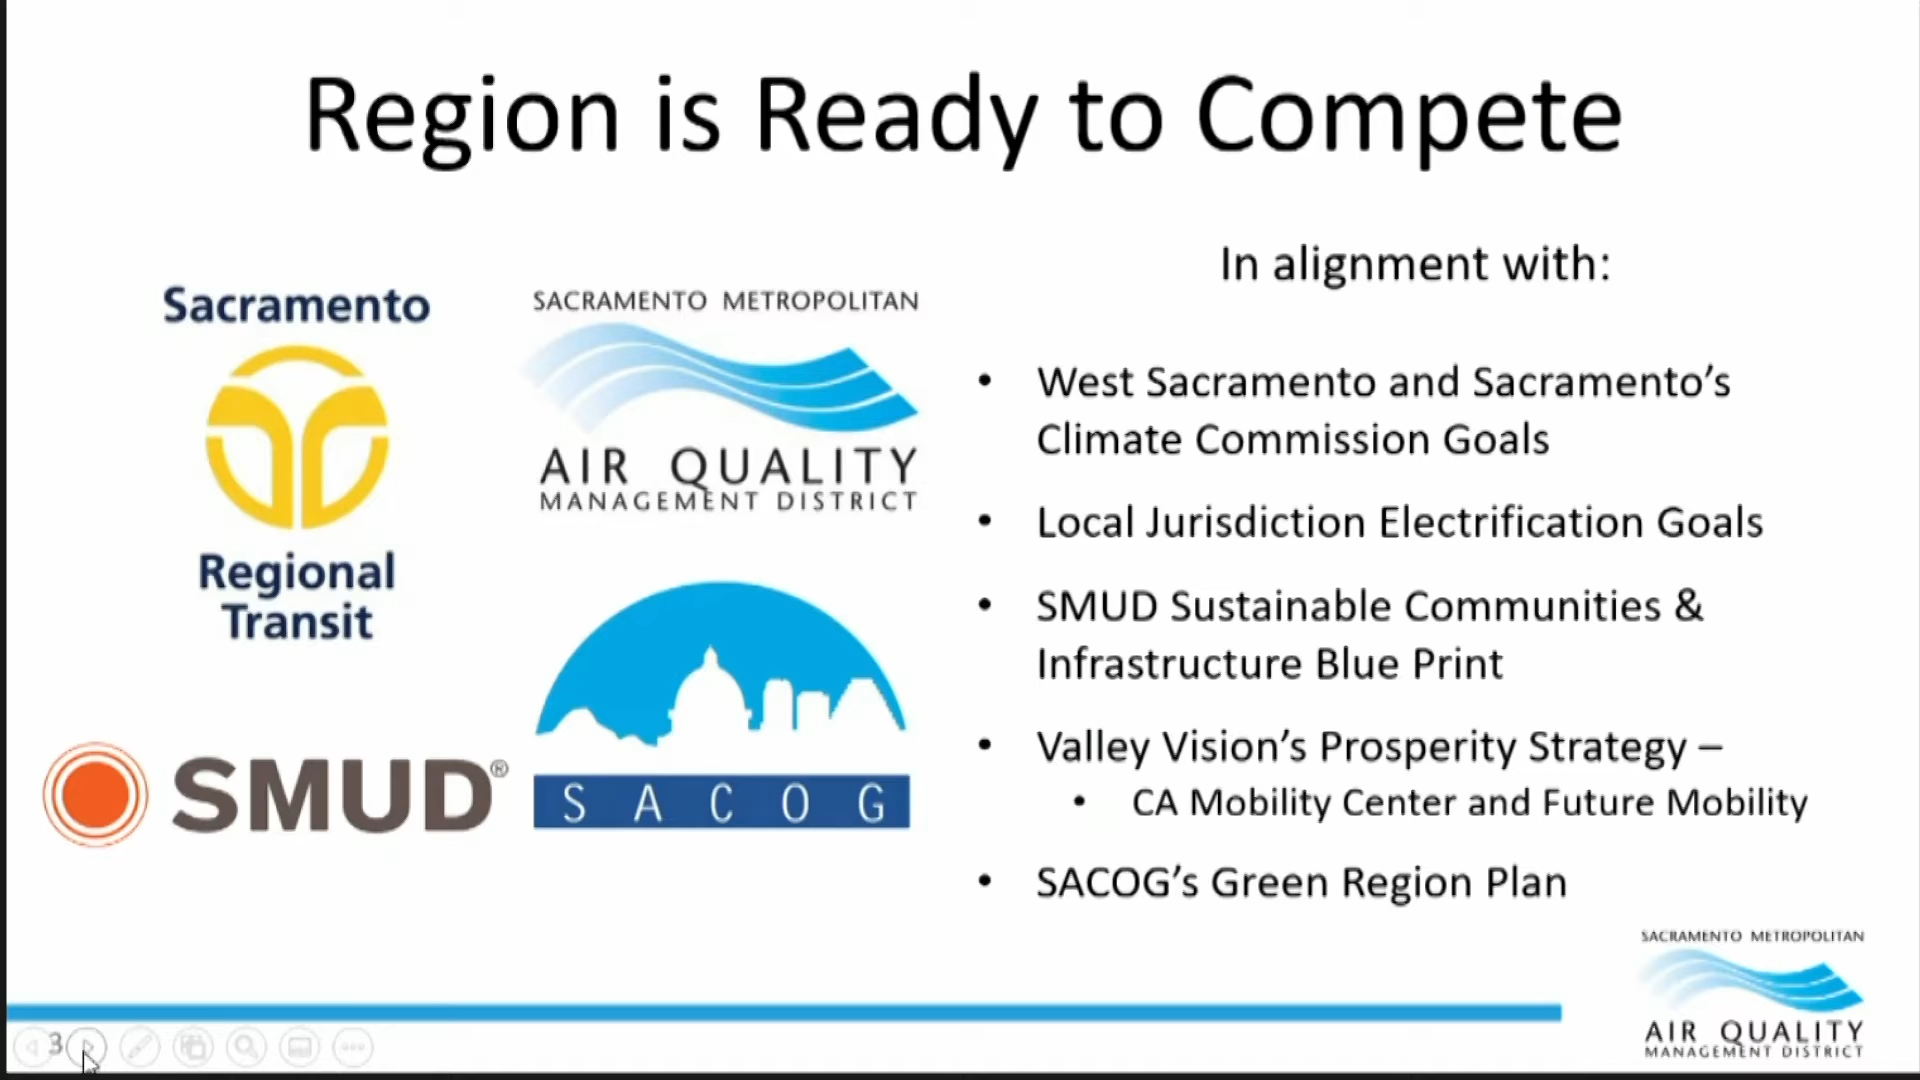 Region is Ready to Compete
Sacramento
Regional
Transit
SACRAMENTO METROPOLITAN
AIR QUALITY
MANAGEMENT DISTRICT
SMUD®
SACOG
In alignment with:
• West Sacramento and Sacramento’s
Climate Commission Goals
• Local Jurisdiction Electrification Goals
• SMUD Sustainable Communities &
Infrastructure Blue Print
• Valley Vision’s Prosperity Strategy –
• CA Mobility Center and Future Mobility
• SACOG’s Green Region Plan
SACRAMENTO METROPOLITAN
AIR QUALITY
MANAGEMENT DISTRICT
3